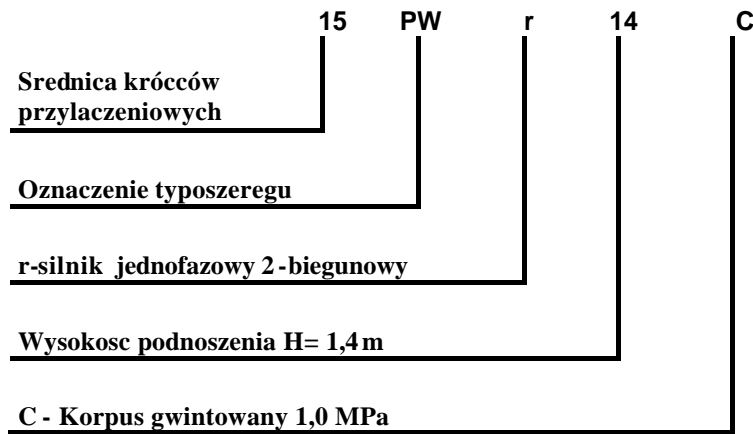 15 PW r 14 C
Srednica krócców
przylaczeniowych
Oznaczenie typoszeregu
r-silnik jednofazowy 2-biegunowy
Wysokosc podnoszenia H= 1,4 m
C - Korpus gwintowany 1,0 MPa